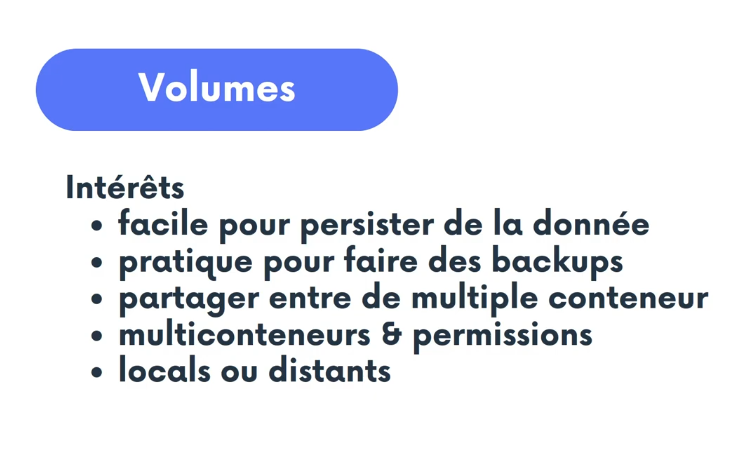 Volumes
Intérêts
• facile pour persister de la donnée
• pratique pour faire des backups
• partager entre de multiple conteneur
• multiconteneurs & permissions
• locals ou distants